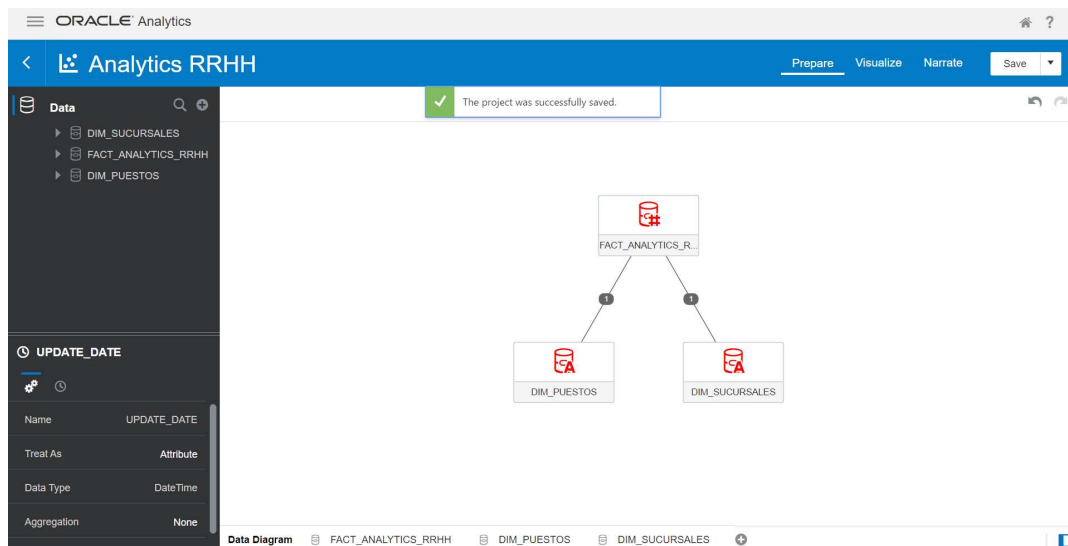 ORACLE Analytics
?
Analytics RRHH
Prepare Visualize Narrate Save
Data
The project was successfully saved.
DIM_SUCURSALES
FACT_ANALYTICS_RRHH
DIM_PUESTOS
FACT_ANALYTICS_R...
1 1
DIM_PUESTOS DIM_SUCURSALES
UPDATE_DATE
Name UPDATE_DATE
Treat As Attribute
Data Type DateTime
Aggregation None
Data Diagram FACT_ANALYTICS_RRHH DIM_PUESTOS DIM_SUCURSALES